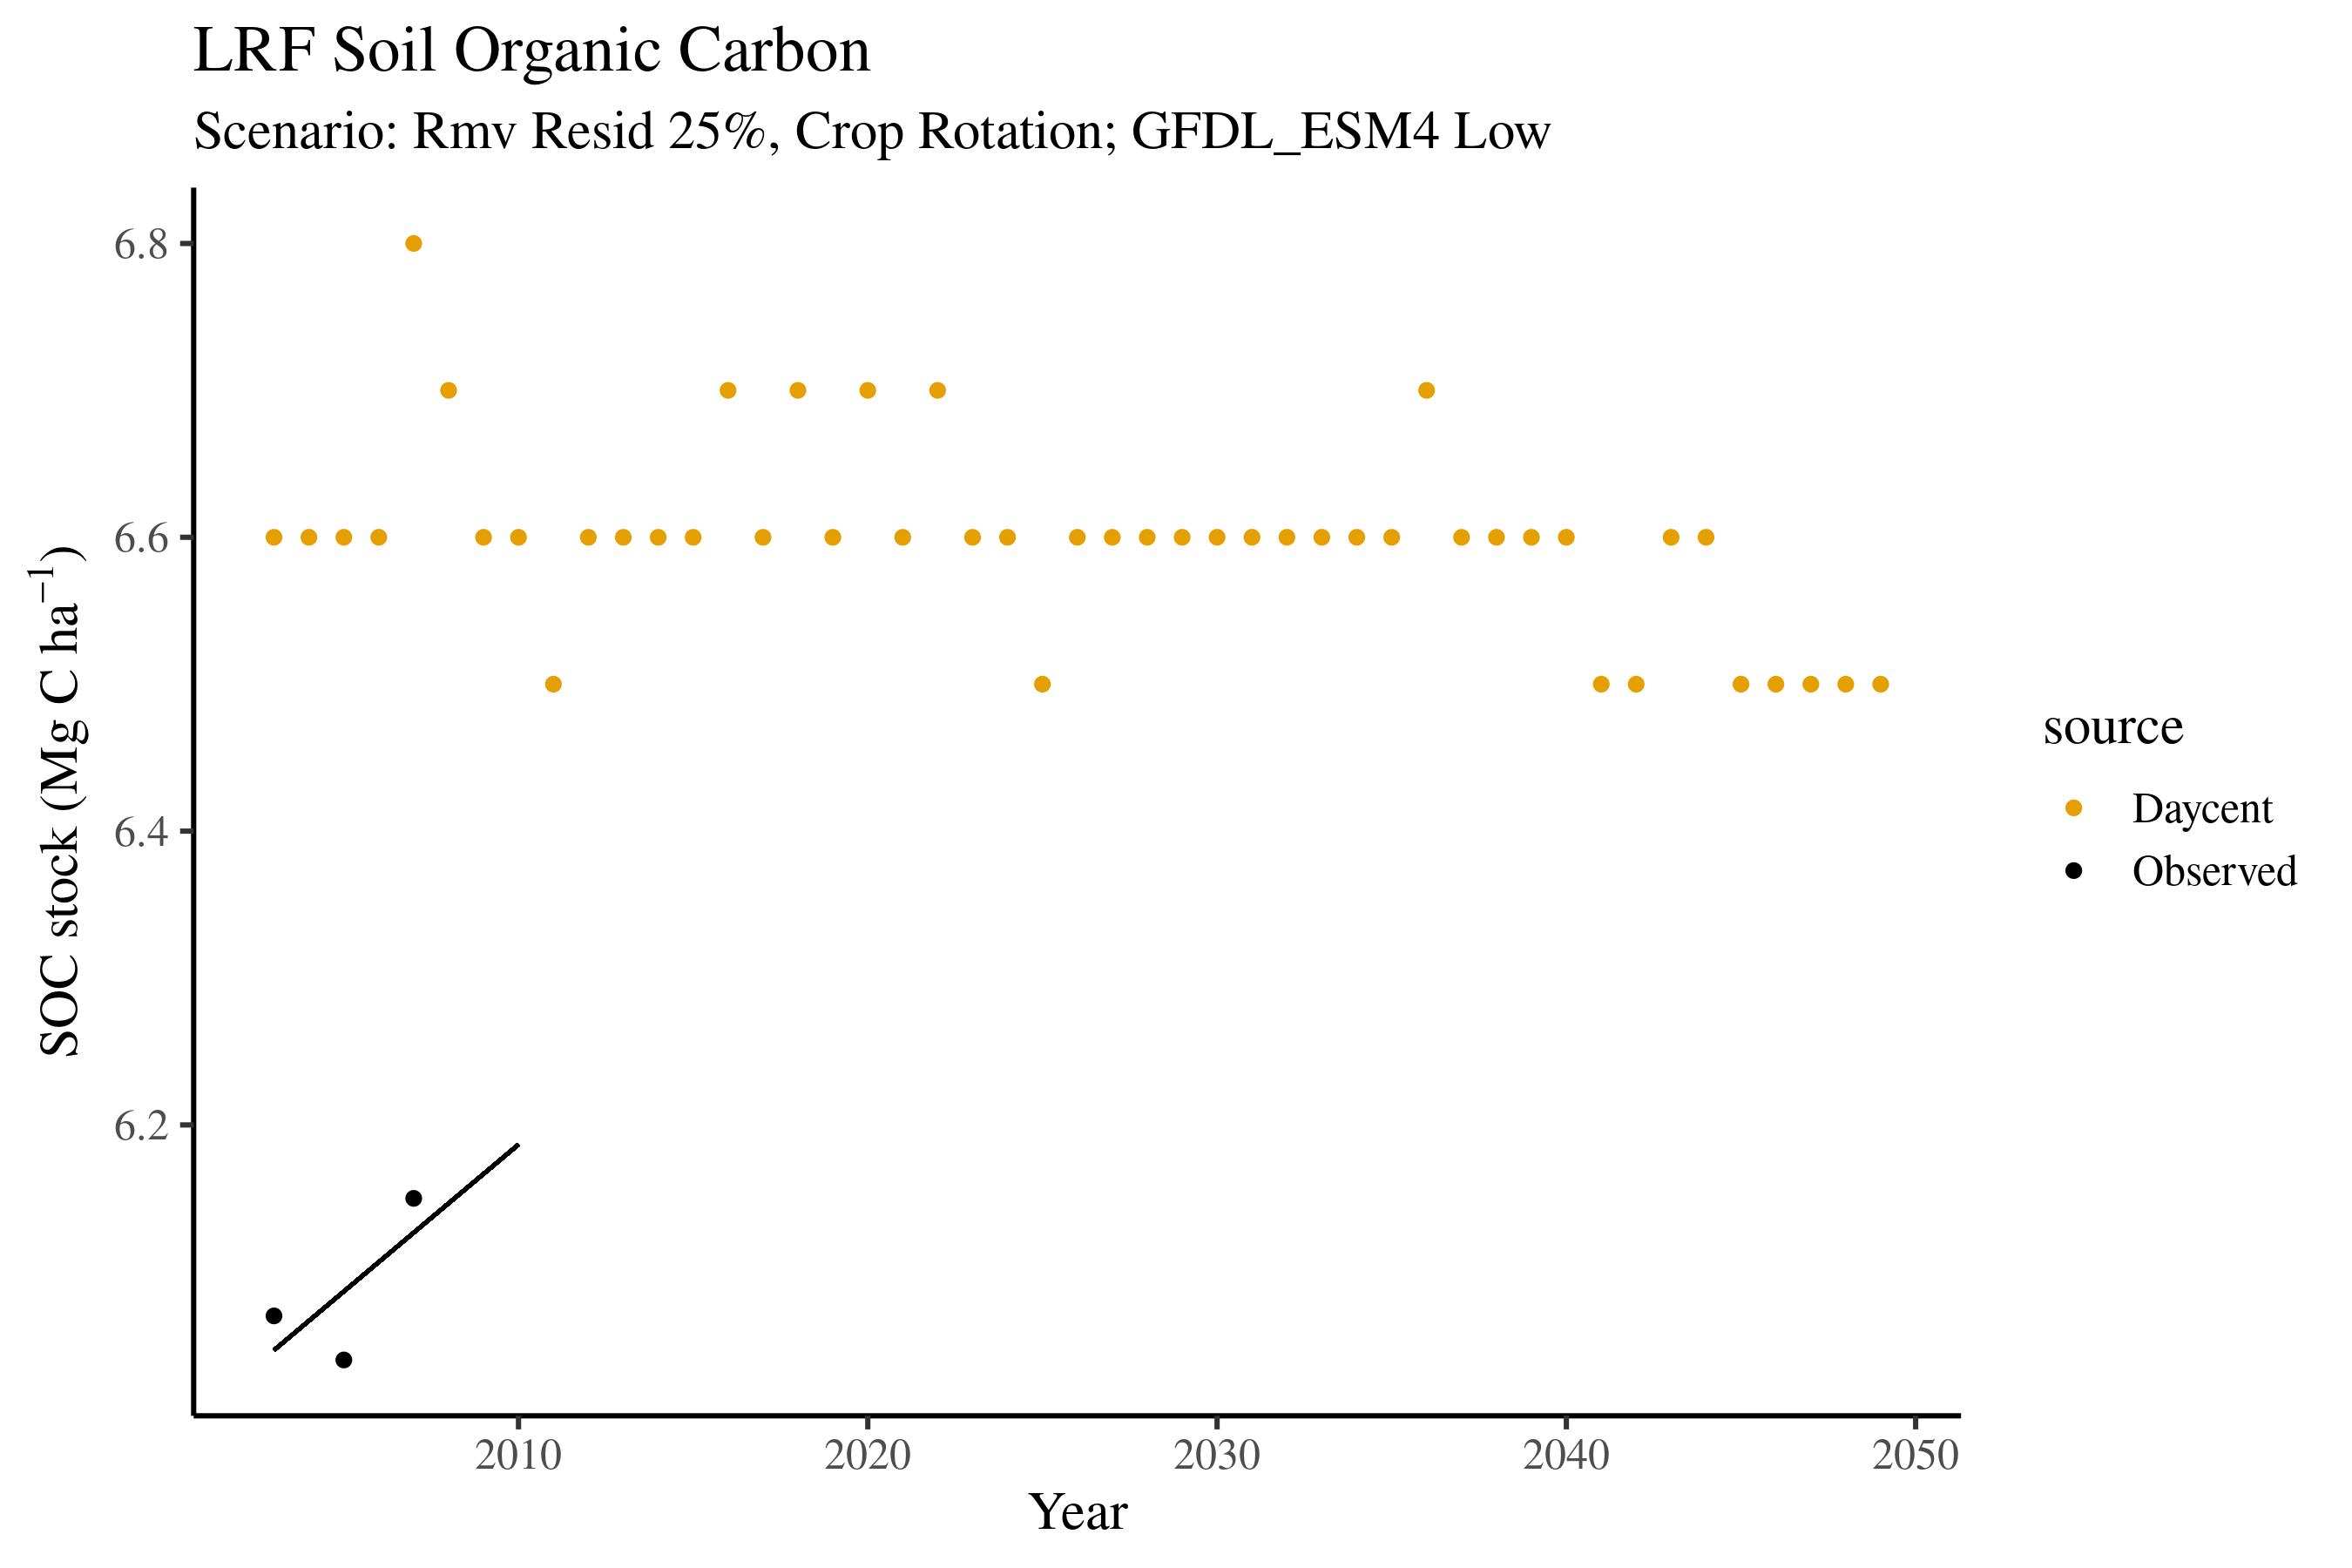 LRF Soil Organic Carbon
Scenario: Rmv Resid 25%, Crop Rotation; GFDL_ESM4 Low
6.8
6.6
6.4
6.2
SOC stock (Mg C ha⁻¹)
2010
2020
2030
2040
2050
Year
source
Daycent
Observed